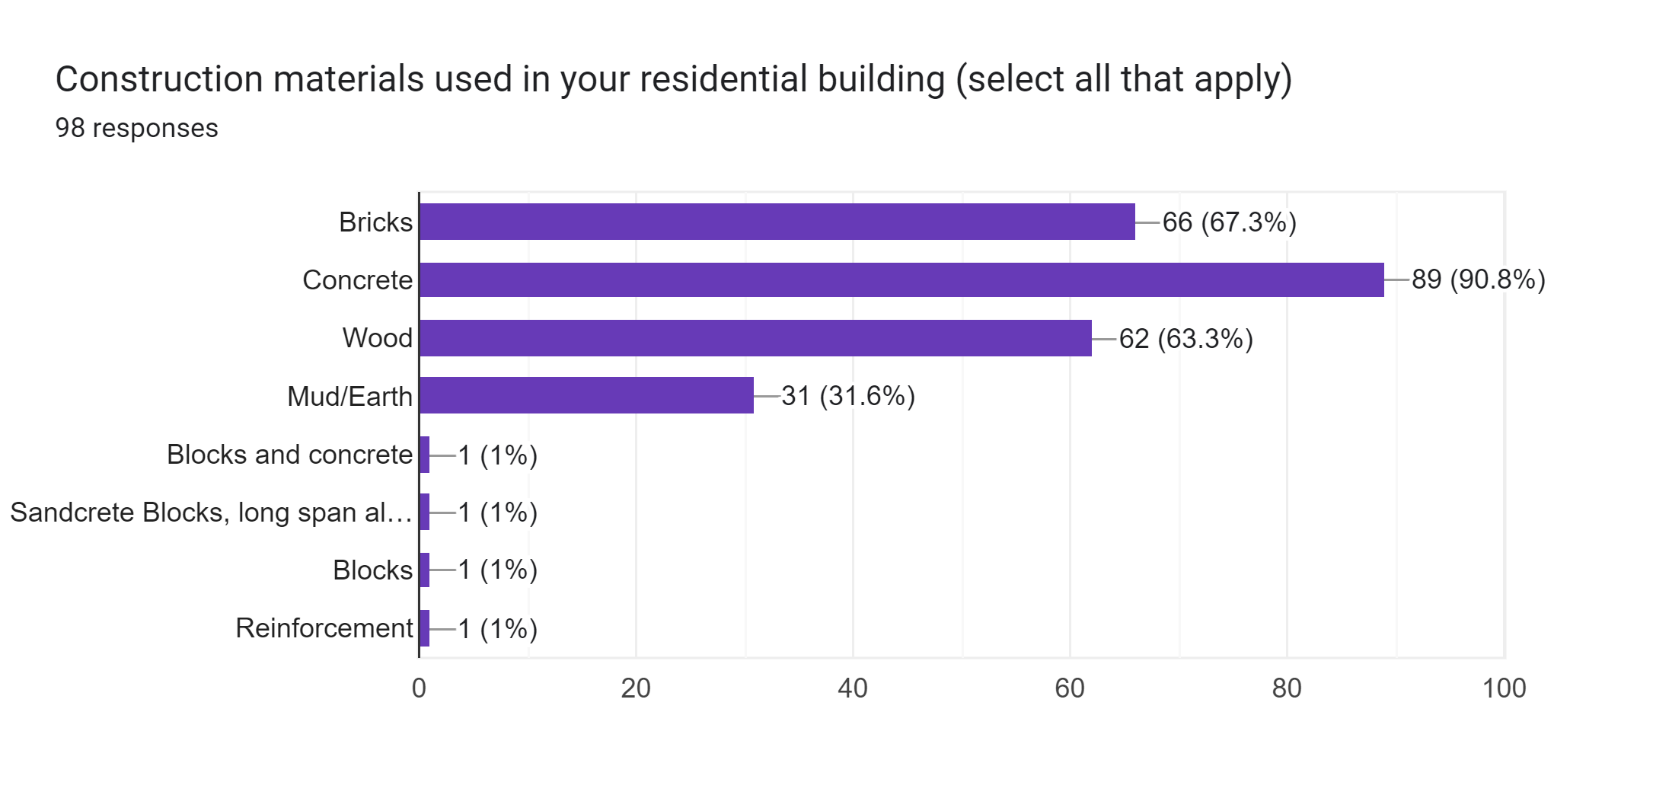 Construction materials used in your residential building (select all that apply)
98 responses
Bricks 66 (67.3%)
Concrete 89 (90.8%)
Wood 62 (63.3%)
Mud/Earth 31 (31.6%)
Blocks and concrete 1 (1%)
Sandcrete Blocks, long span al… 1 (1%)
Blocks 1 (1%)
Reinforcement 1 (1%)
0 20 40 60 80 100